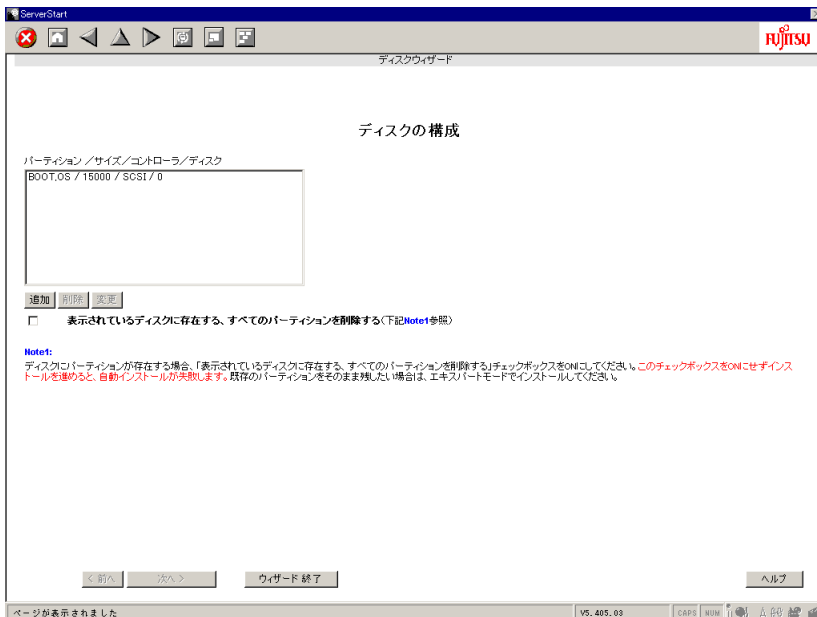 ServerStart
FUJITSU
ディスクウィザード
ディスクの構成
パーティション ／サイズ／コントローラ／ディスク
BOOT,OS / 15000 / SCSI / 0
追加 削除 変更
表示されているディスクに存在する、すべてのパーティションを削除する(下記Note1参照)
Note1:
ディスクにパーティションが存在する場合、「表示されているディスクに存在する、すべてのパーティションを削除する」チェックボックスをONにしてください。このチェックボックスをONにせずインス
トールを進めると、自動インストールが失敗します。既存のパーティションをそのまま残したい場合は、エキスパートモードでインストールしてください。
< 前へ 次へ > ウィザード 終了 ヘルプ
ページが表示されました V5.405.03 CAPS NUM